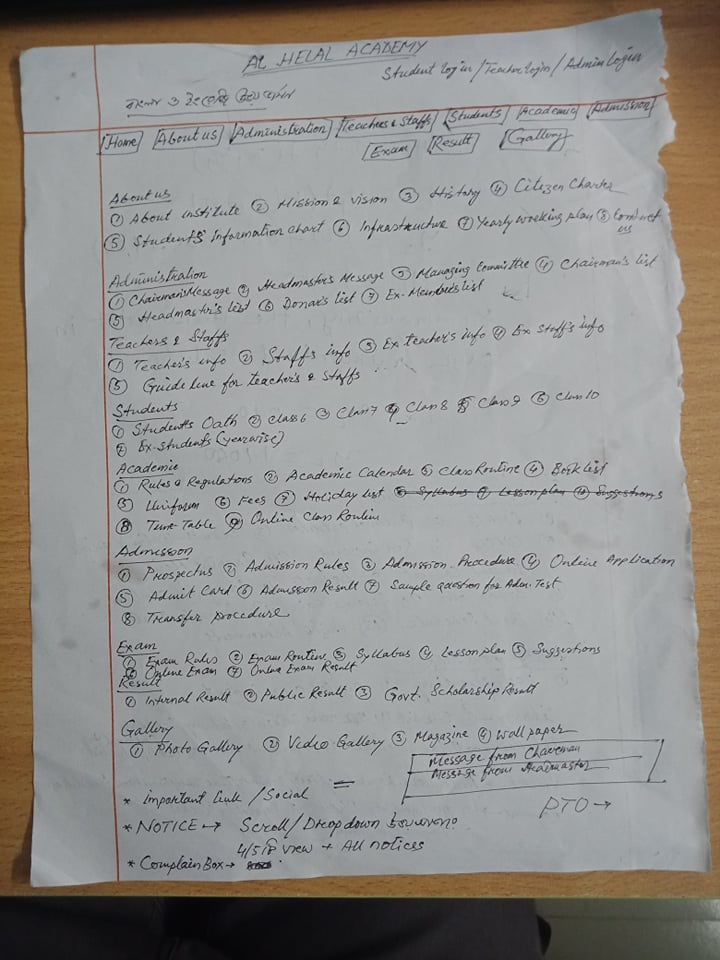 AL HELAL ACADEMY
Student Login / Teacher Login / Admin Login
বাংলা ও ইংরেজি
Home About us Administration Teachers & Staffs Students Academic Admission
Exam Result Gallery
About us
① About institute ② Mission & vision ③ History ④ Citizen Charter
⑤ Student's Information chart ⑥ Infrastructure ⑦ Yearly working plan ⑧ Contact us
Administration
① Chairman's Message ② Headmaster's Message ③ Managing Committee ④ Chairman's list
⑤ Headmaster's list ⑥ Donar's list ⑦ Ex-Member's list
Teachers & Staffs
① Teacher's info ② Staff's info ③ Ex teacher's info ④ Ex Staff's info
⑤ Guide line for teacher's & staffs
Students
① Student's Oath ② Class 6 ③ Class 7 ④ Class 8 ⑤ Class 9 ⑥ Class 10
⑦ Ex-students (yearwise)
Academic
① Rules & Regulations ② Academic Calendar ③ Class Routine ④ Book list
⑤ Uniform ⑥ Fees ⑦ Holiday list ⑧ Syllabus ⑨ Lesson plan ⑩ Suggestions
⑧ Time Table ⑨ Online Class Routine
Admission
① Prospectus ② Admission Rules ③ Admission Procedure ④ Online Application
⑤ Admit Card ⑥ Admission Result ⑦ Sample question for Adm. Test
⑧ Transfer procedure
Exam
① Exam Rules ② Exam Routine ③ Syllabus ④ Lesson plan ⑤ Suggestions
⑥ Online Exam ⑦ Online Exam Result
Result
① Internal Result ② Public Result ③ Govt. Scholarship Result
Gallery
① Photo Gallery ② Video Gallery ③ Magazine ④ Wall paper
Message from Chairman
Message from Headmaster
* Important Link / Social =
PTO →
* NOTICE → Scroll / Drop down
4/5 টি view + All notices
* Complain Box →